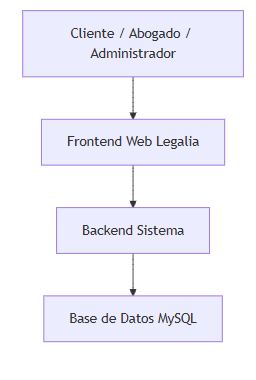 Cliente / Abogado /
Administrador
Frontend Web Legalia
Backend Sistema
Base de Datos MySQL